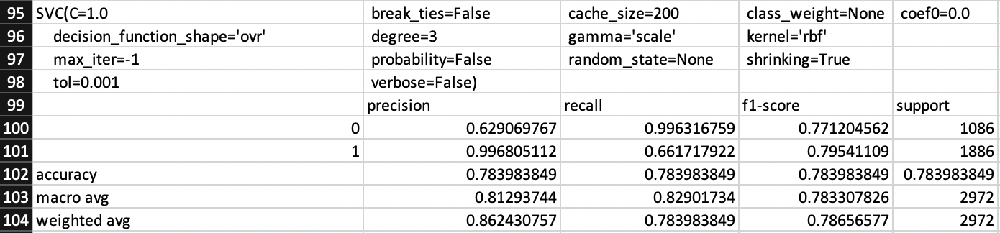 95 SVC(C=1.0 break_ties=False cache_size=200 class_weight=None coef0=0.0
96 decision_function_shape='ovr' degree=3 gamma='scale' kernel='rbf'
97 max_iter=-1 probability=False random_state=None shrinking=True
98 tol=0.001 verbose=False)
99 precision recall f1-score support
100 0 0.629069767 0.996316759 0.771204562 1086
101 1 0.996805112 0.661717922 0.79541109 1886
102 accuracy 0.783983849 0.783983849 0.783983849 0.783983849
103 macro avg 0.81293744 0.82901734 0.783307826 2972
104 weighted avg 0.862430757 0.783983849 0.78656577 2972